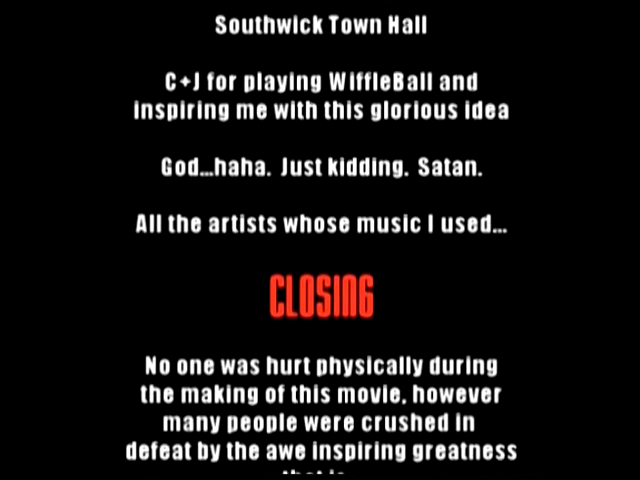 Southwick Town Hall
C+J for playing WiffleBall and
inspiring me with this glorious idea
God...haha. Just kidding. Satan.
All the artists whose music I used...
CLOSING
No one was hurt physically during
the making of this movie, however
many people were crushed in
defeat by the awe inspiring greatness